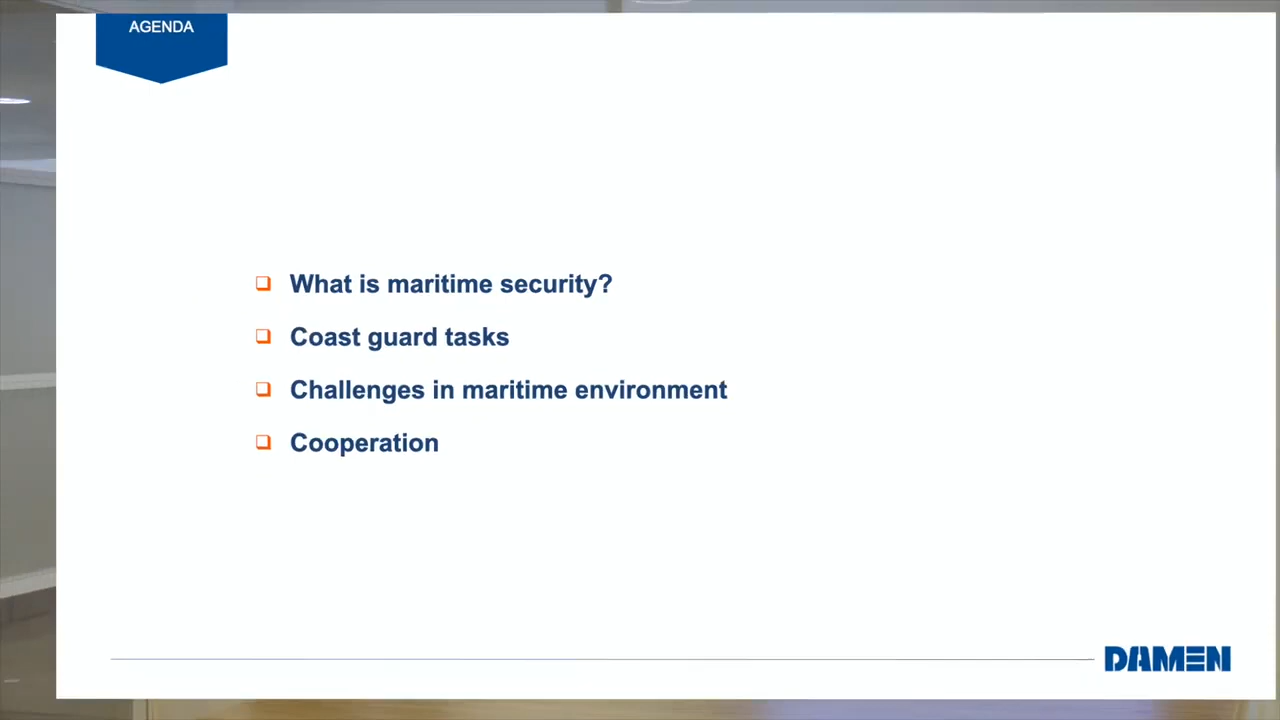 AGENDA
What is maritime security?
Coast guard tasks
Challenges in maritime environment
Cooperation
DAMEN